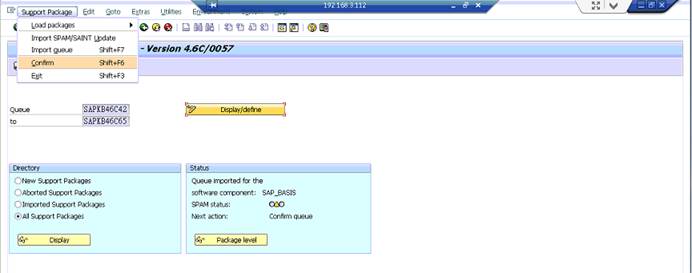 192.168.3.112
Support Package Edit Goto Extras Utilities
Load packages
Import SPAM/SAINT Update
Import queue Shift+F7
Confirm Shift+F6
Exit Shift+F3
- Version 4.6C/0057
Queue SAPKB46C42 Display/define
to SAPKB46C65
Directory
New Support Packages
Aborted Support Packages
Imported Support Packages
All Support Packages
Display
Status
Queue imported for the
software component: SAP_BASIS
SPAM status:
Next action: Confirm queue
Package level